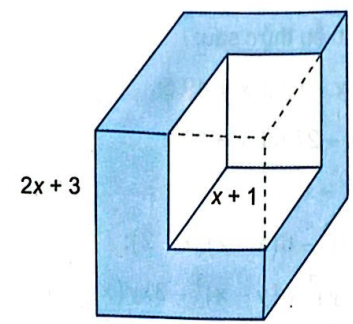 2x + 3
x + 1